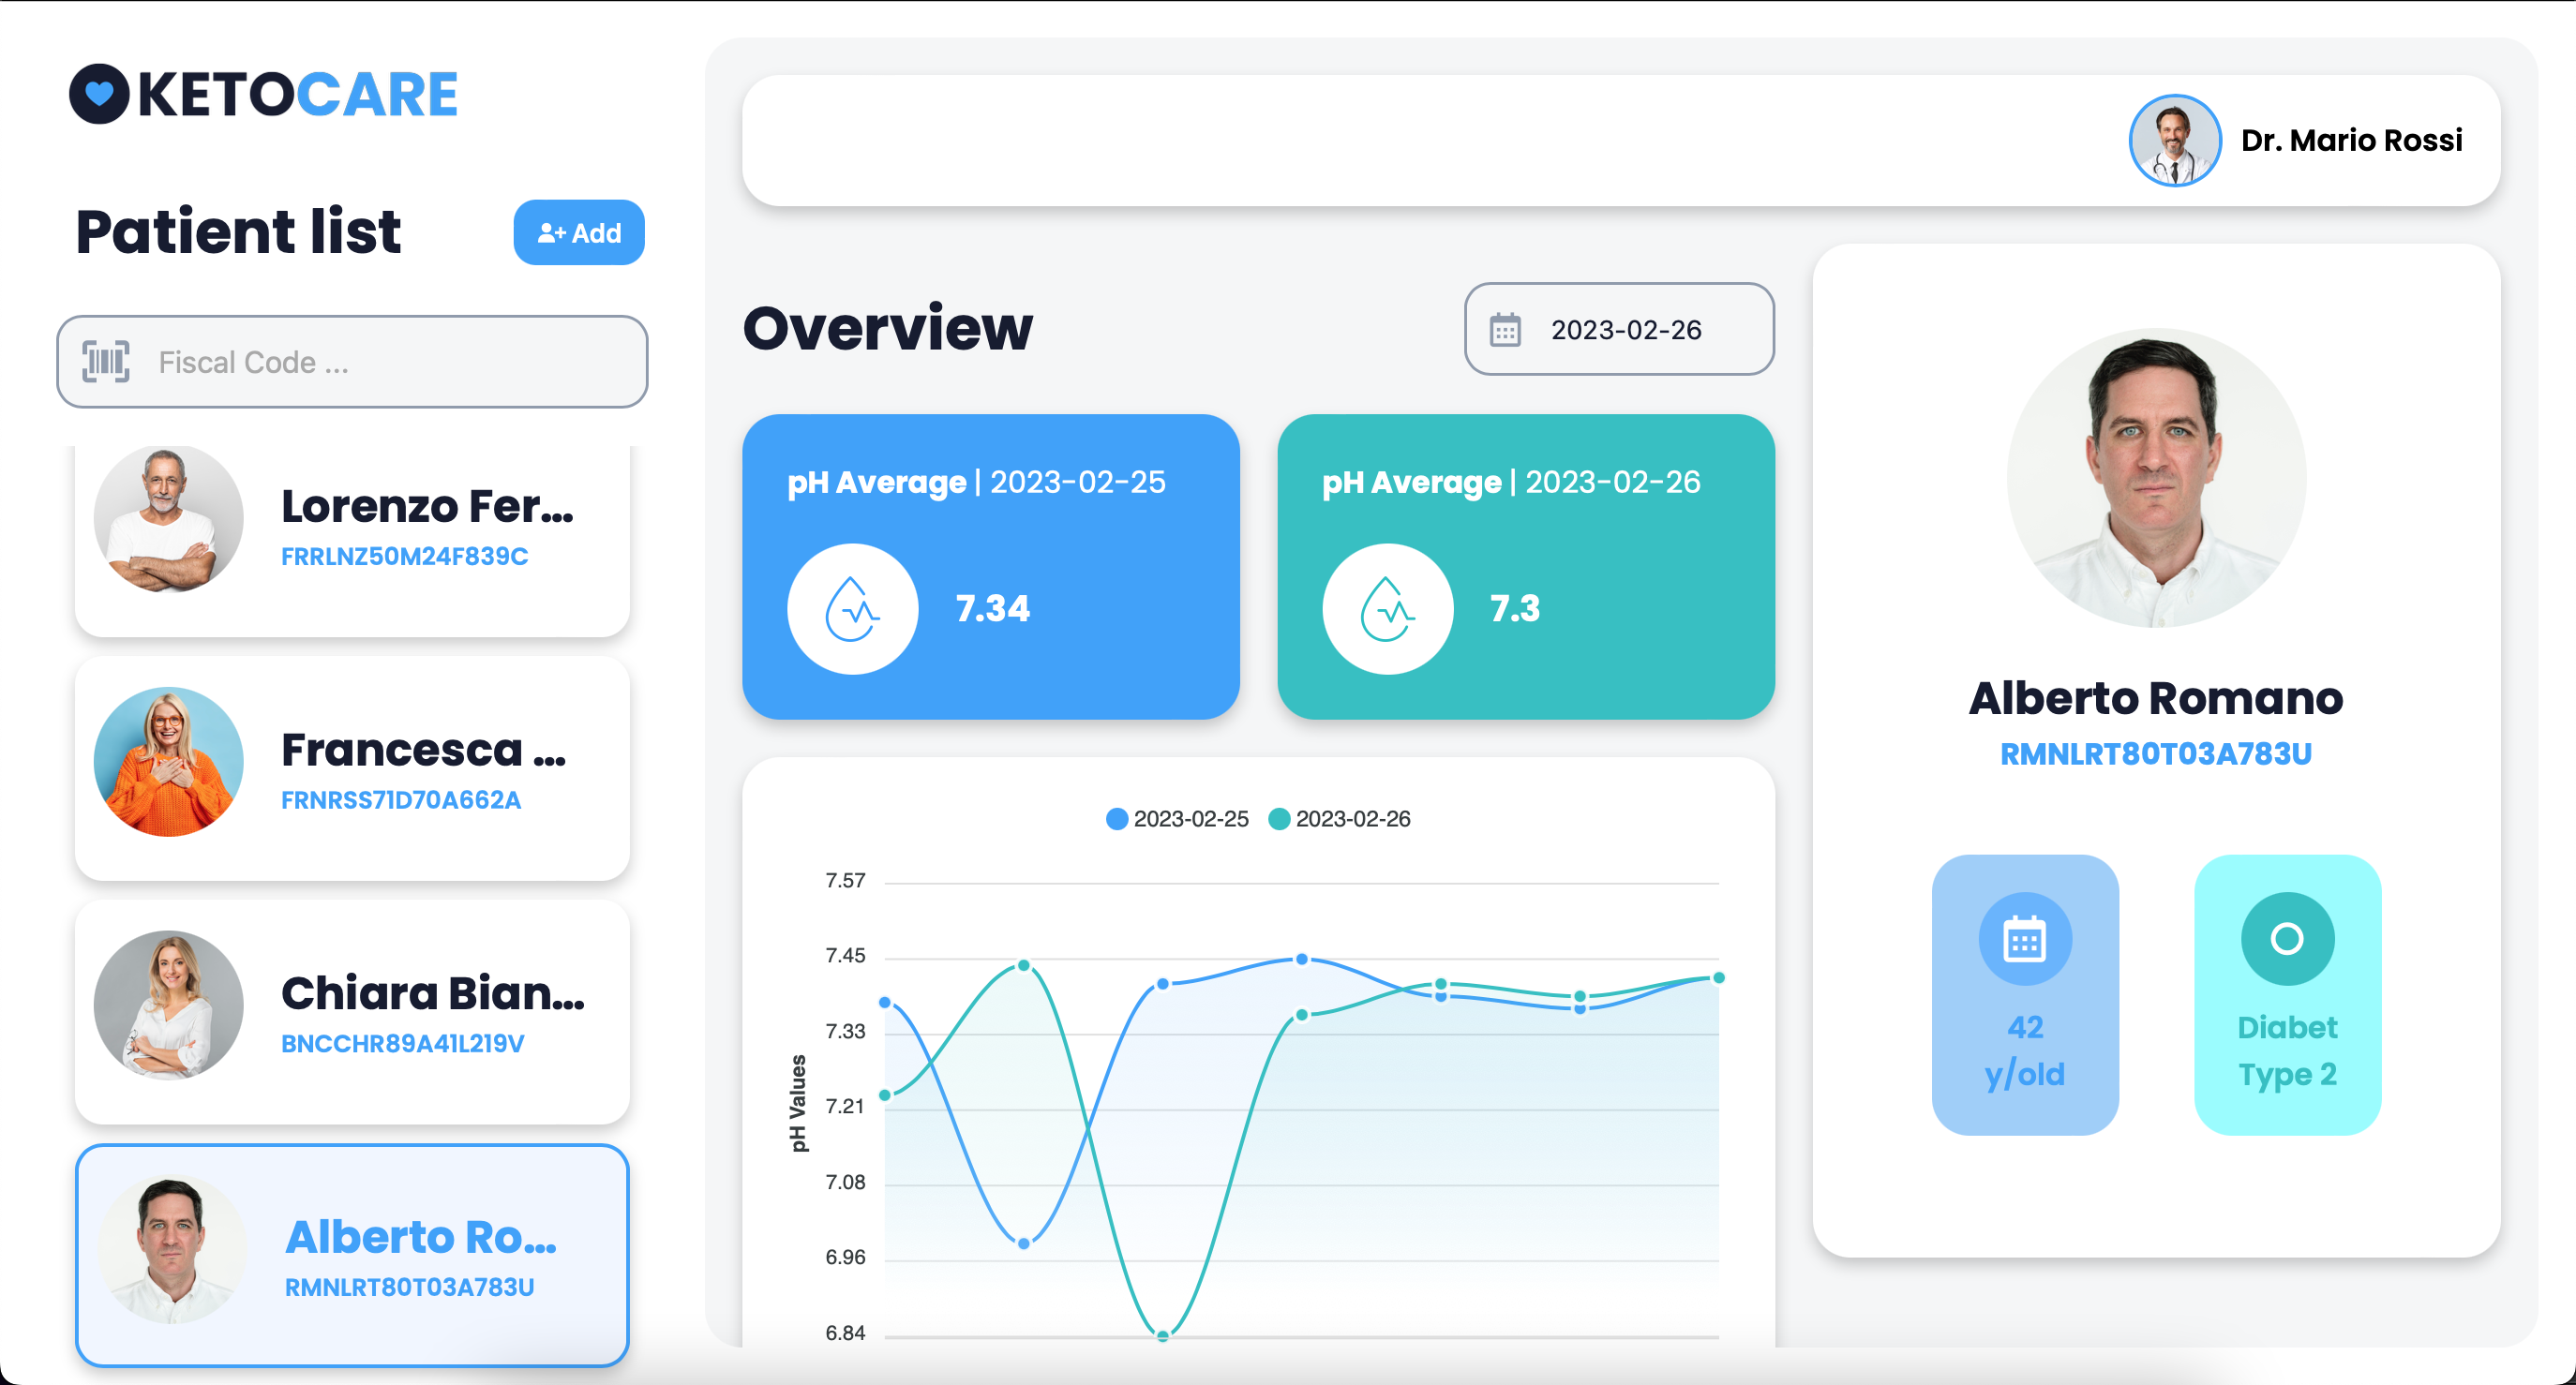 KETOCARE
Patient list
Add
Fiscal Code ...
Lorenzo Fer...
FRRLNZ50M24F839C
Francesca ...
FRNRSS71D70A662A
Chiara Bian...
BNCCHR89A41L219V
Alberto Ro...
RMNLRT80T03A783U
Dr. Mario Rossi
Overview
2023-02-26
pH Average | 2023-02-25
7.34
pH Average | 2023-02-26
7.3
2023-02-25
2023-02-26
7.57
7.45
7.33
7.21
7.08
6.96
6.84
pH Values
Alberto Romano
RMNLRT80T03A783U
42
y/old
Diabet
Type 2